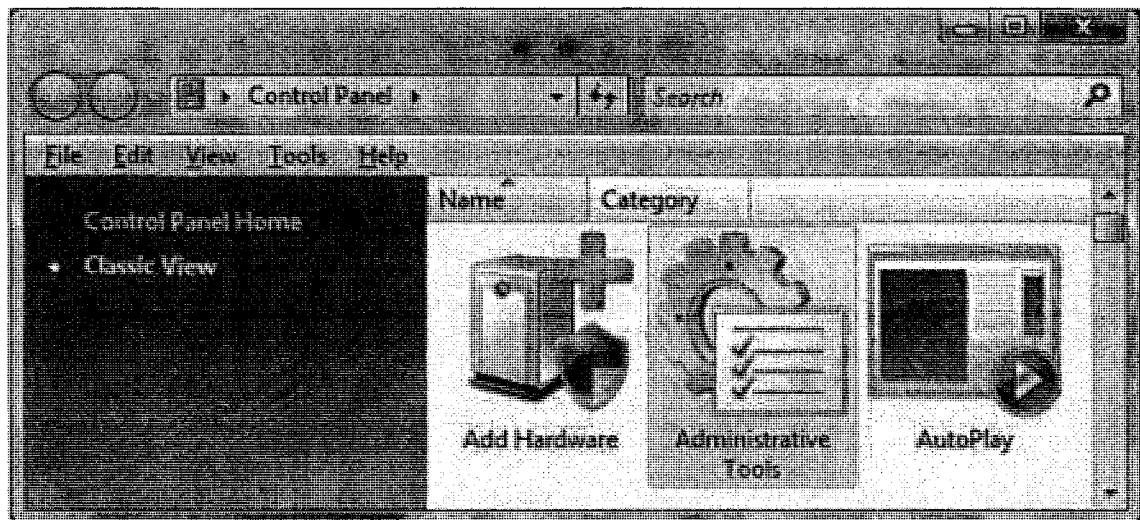 Control Panel
Search
File Edit View Tools Help
Control Panel Home
Classic View
Name Category
Add Hardware
Administrative
Tools
AutoPlay